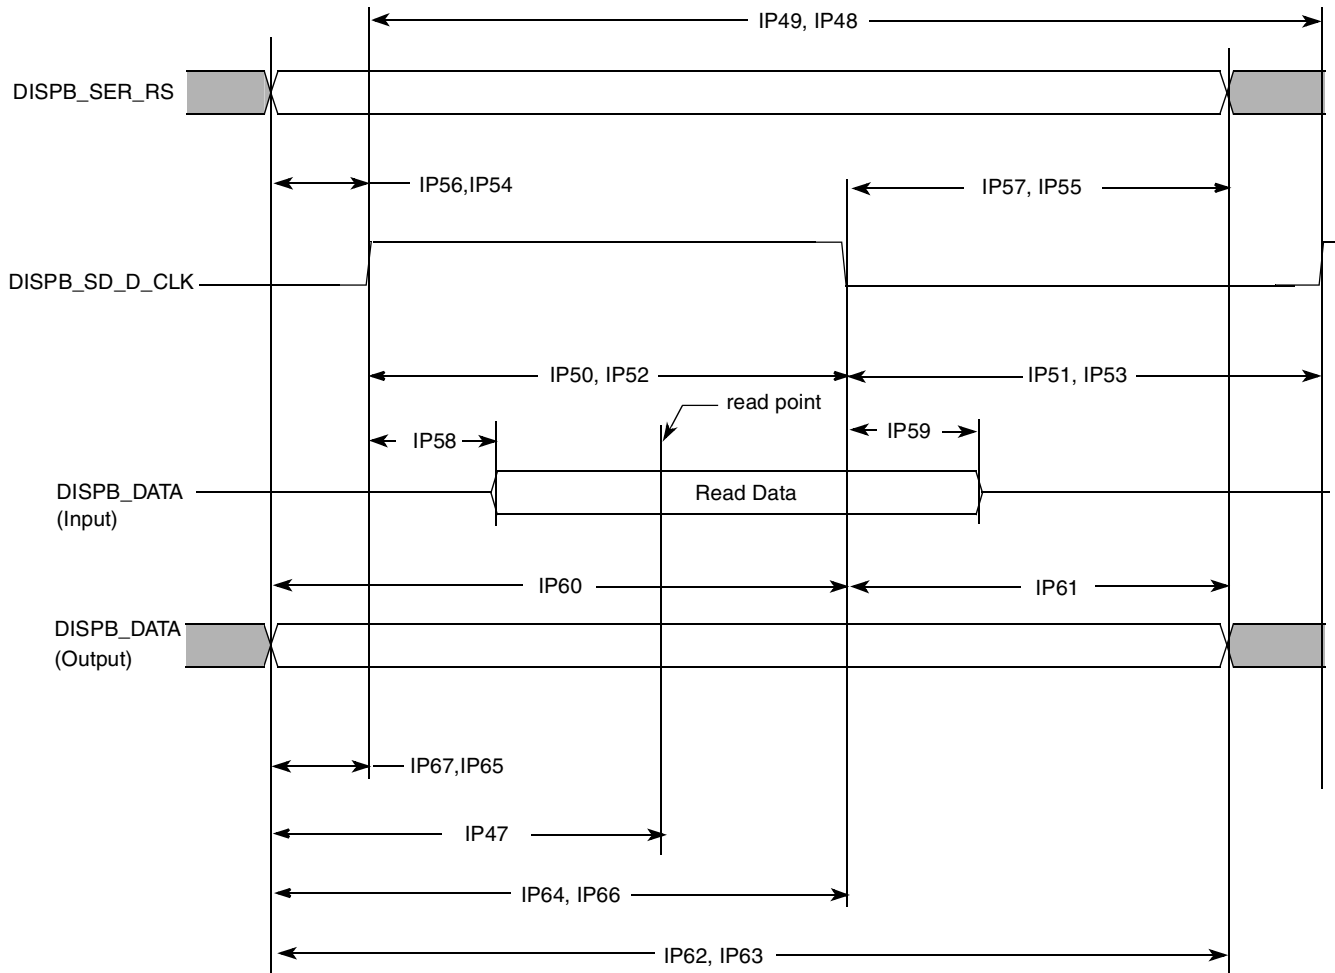 IP49, IP48
DISPB_SER_RS
IP56,IP54
IP57, IP55
DISPB_SD_D_CLK
IP50, IP52
IP51, IP53
read point
IP58
IP59
DISPB_DATA
(Input)
Read Data
IP60
IP61
DISPB_DATA
(Output)
IP67,IP65
IP47
IP64, IP66
IP62, IP63